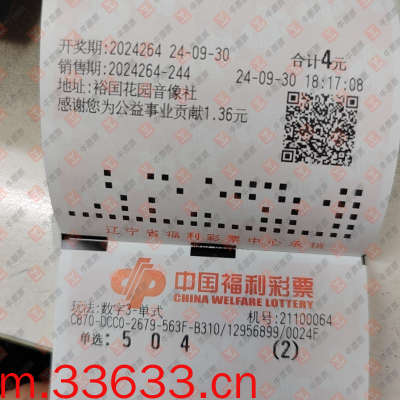 开奖期:2024264 24-09-30 合计4元
销售期:2024264-244 24-09-30 18:17:08
地址:裕国花园音像社
感谢您为公益事业贡献1.36元
辽宁省福利彩票中心承销
中国福利彩票
CHINA WELFARE LOTTERY
玩法:数字3-单式 机号:21100064
C870-DCC0-2679-563F-B310/12956899/0024F
单选: 5 0 4 (2)
m.33633.cn